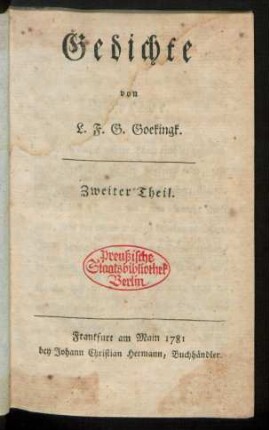 Gedichte
von
L. F. G. Goekingk.
Zweiter Theil.
Preußische
Staatsbibliothek
Berlin
Frankfurt am Main 1781
bey Johann Christian Hermann, Buchhändler.